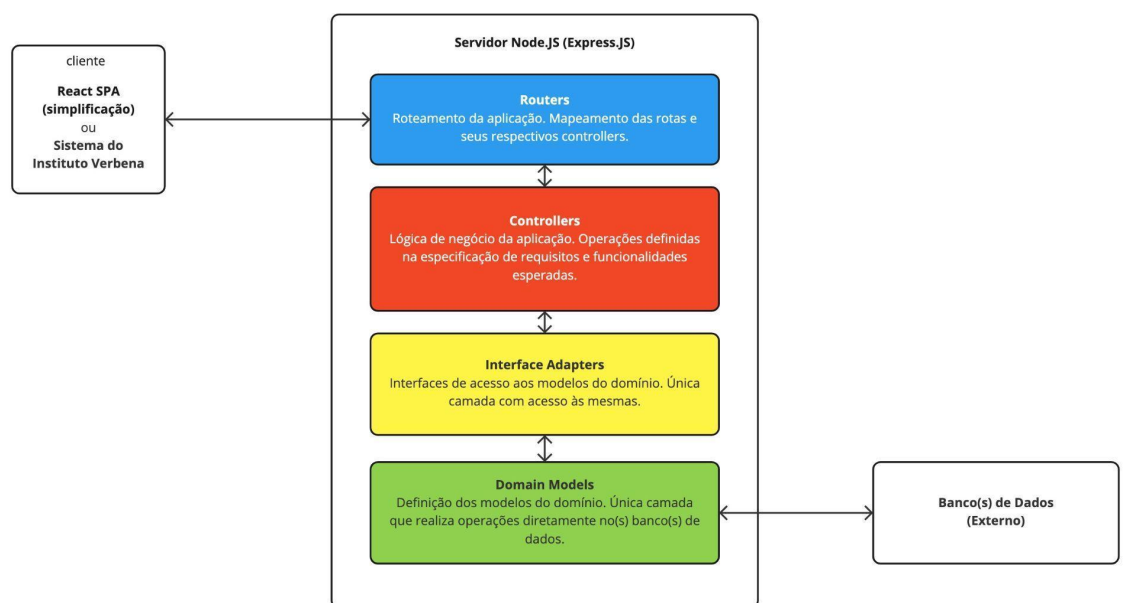 Servidor Node.JS (Express.JS)
cliente
React SPA
(simplificação)
ou
Sistema do
Instituto Verbena
Routers
Roteamento da aplicação. Mapeamento das rotas e
seus respectivos controllers.
Controllers
Lógica de negócio da aplicação. Operações definidas
na especificação de requisitos e funcionalidades
esperadas.
Interface Adapters
Interfaces de acesso aos modelos do domínio. Única
camada com acesso às mesmas.
Domain Models
Definição dos modelos do domínio. Única camada
que realiza operações diretamente no(s) banco(s) de
dados.
Banco(s) de Dados
(Externo)